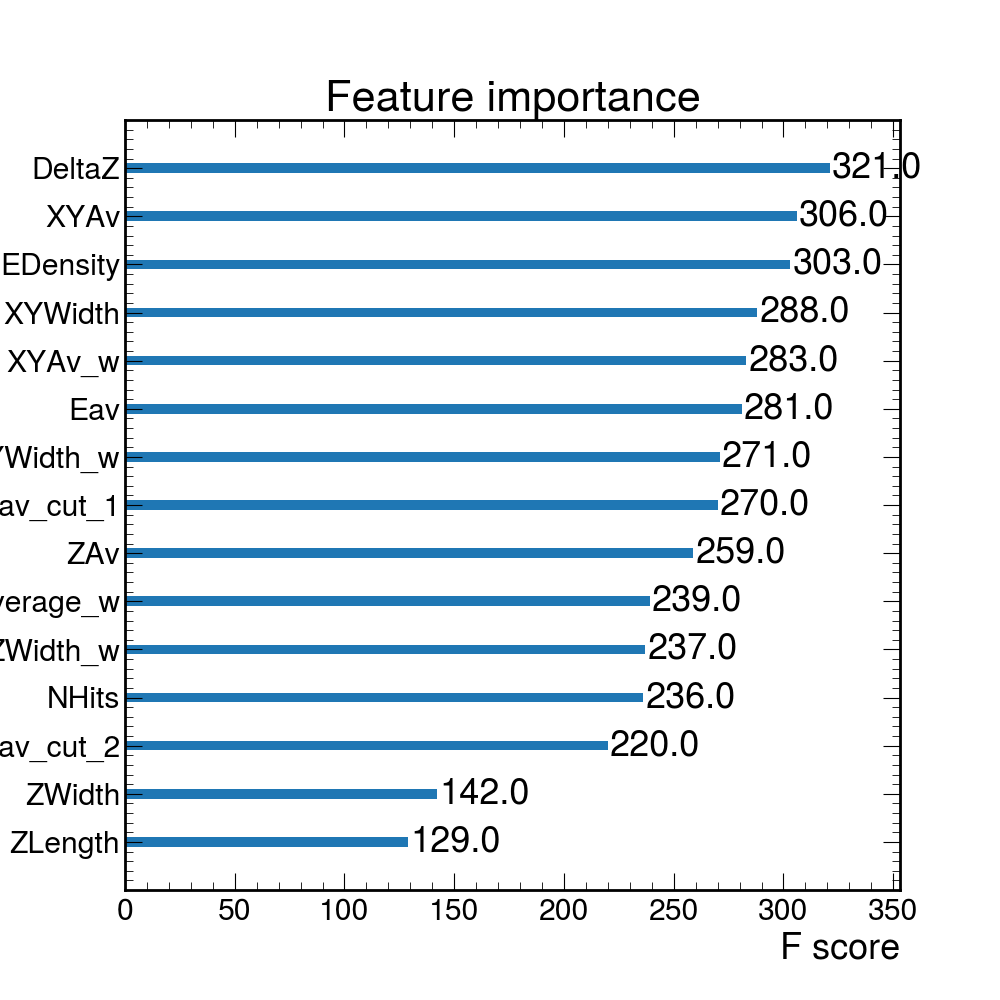 Feature importance
DeltaZ 321.0
XYAv 306.0
EDensity 303.0
XYWidth 288.0
XYAv_w 283.0
Eav 281.0
YWidth_w 271.0
av_cut_1 270.0
ZAv 259.0
verage_w 239.0
ZWidth_w 237.0
NHits 236.0
av_cut_2 220.0
ZWidth 142.0
ZLength 129.0
0 50 100 150 200 250 300 350
F score